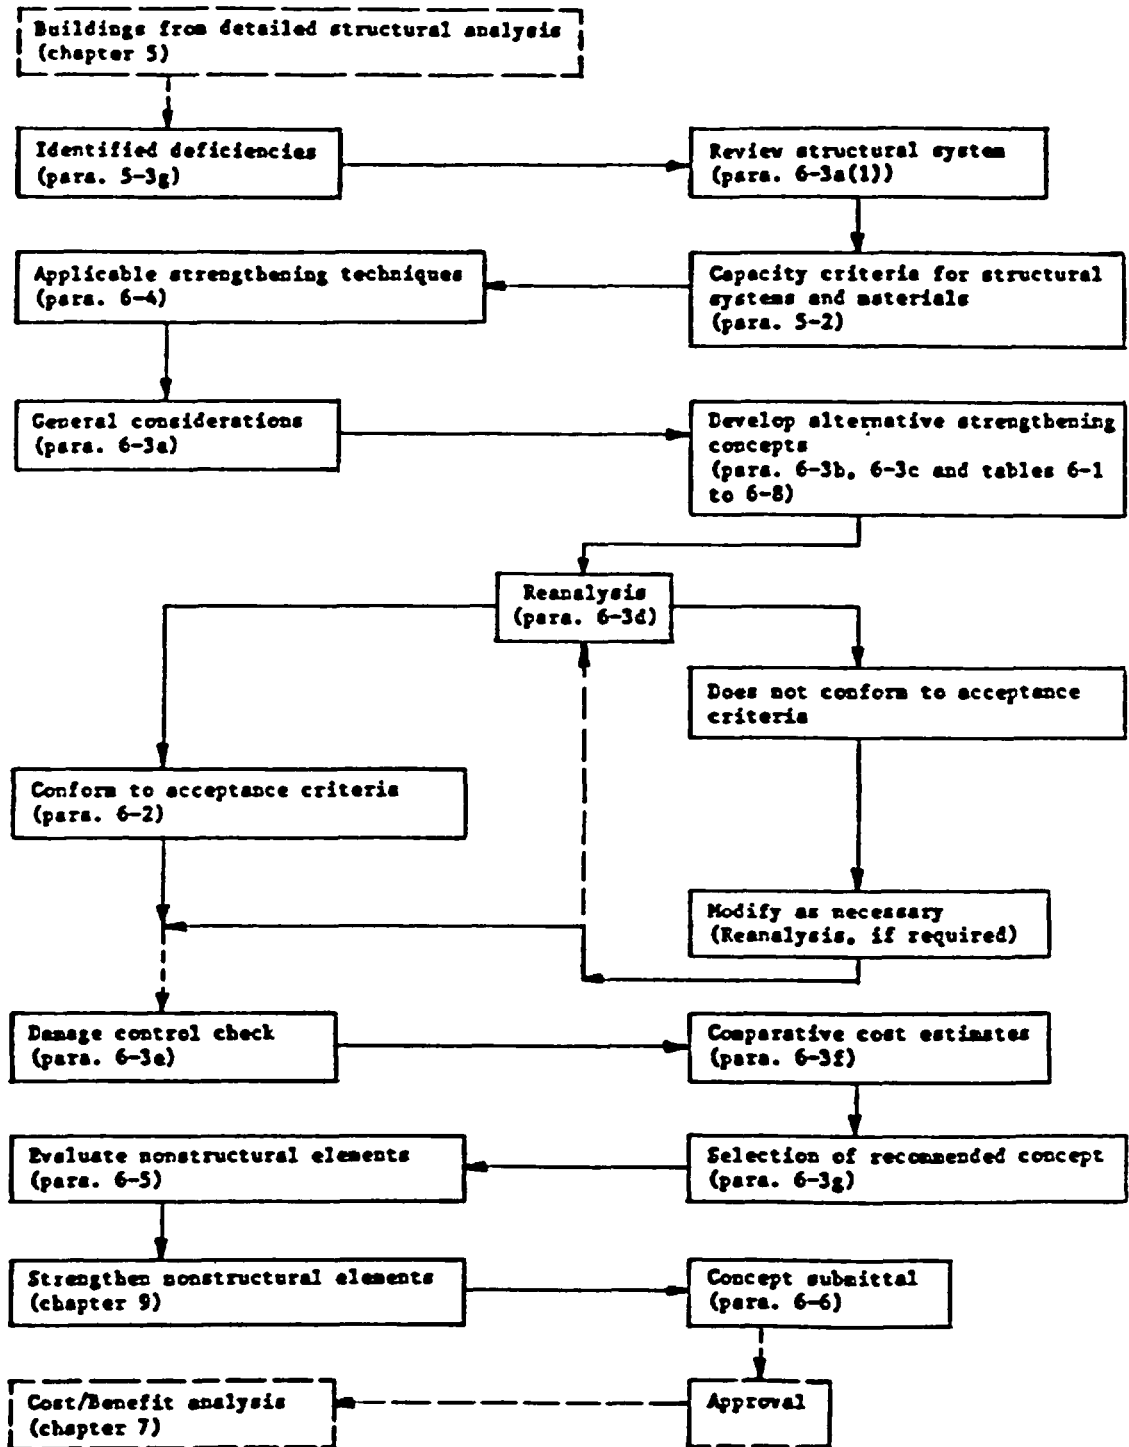 Buildings from detailed structural analysis
(chapter 5)
Identified deficiencies
(para. 5-3g)
Review structural system
(para. 6-3a(1))
Applicable strengthening techniques
(para. 6-4)
Capacity criteria for structural
systems and materials
(para. 5-2)
General considerations
(para. 6-3a)
Develop alternative strengthening
concepts
(para. 6-3b, 6-3c and tables 6-1
to 6-8)
Reanalysis
(para. 6-3d)
Does not conform to acceptance
criteria
Conform to acceptance criteria
(para. 6-2)
Modify as necessary
(Reanalysis, if required)
Damage control check
(para. 6-3e)
Comparative cost estimates
(para. 6-3f)
Evaluate nonstructural elements
(para. 6-5)
Selection of recommended concept
(para. 6-3g)
Strengthen nonstructural elements
(chapter 9)
Concept submittal
(para. 6-6)
Cost/Benefit analysis
(chapter 7)
Approval